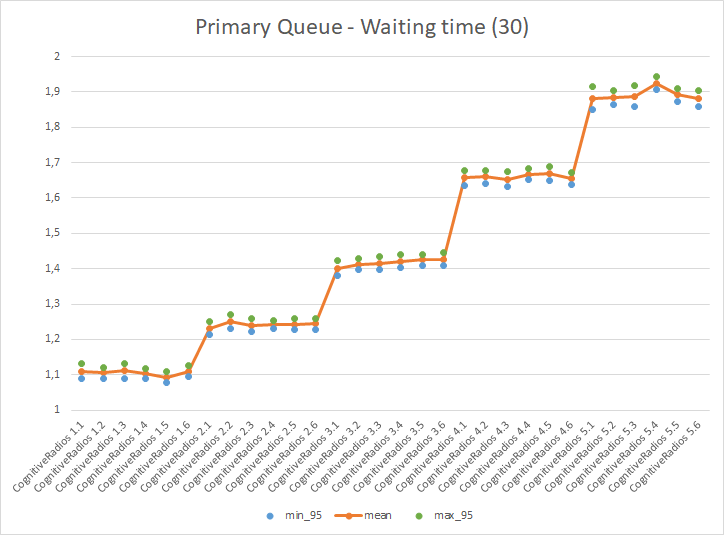 Primary Queue - Waiting time (30)
2
1,9
1,8
1,7
1,6
1,5
1,4
1,3
1,2
1,1
1
CognitiveRadios 1.1
CognitiveRadios 1.2
CognitiveRadios 1.3
CognitiveRadios 1.4
CognitiveRadios 1.5
CognitiveRadios 1.6
CognitiveRadios 2.1
CognitiveRadios 2.2
CognitiveRadios 2.3
CognitiveRadios 2.4
CognitiveRadios 2.5
CognitiveRadios 2.6
CognitiveRadios 3.1
CognitiveRadios 3.2
CognitiveRadios 3.3
CognitiveRadios 3.4
CognitiveRadios 3.5
CognitiveRadios 3.6
CognitiveRadios 4.1
CognitiveRadios 4.2
CognitiveRadios 4.3
CognitiveRadios 4.4
CognitiveRadios 4.5
CognitiveRadios 4.6
CognitiveRadios 5.1
CognitiveRadios 5.2
CognitiveRadios 5.3
CognitiveRadios 5.4
CognitiveRadios 5.5
CognitiveRadios 5.6
min_95 mean max_95